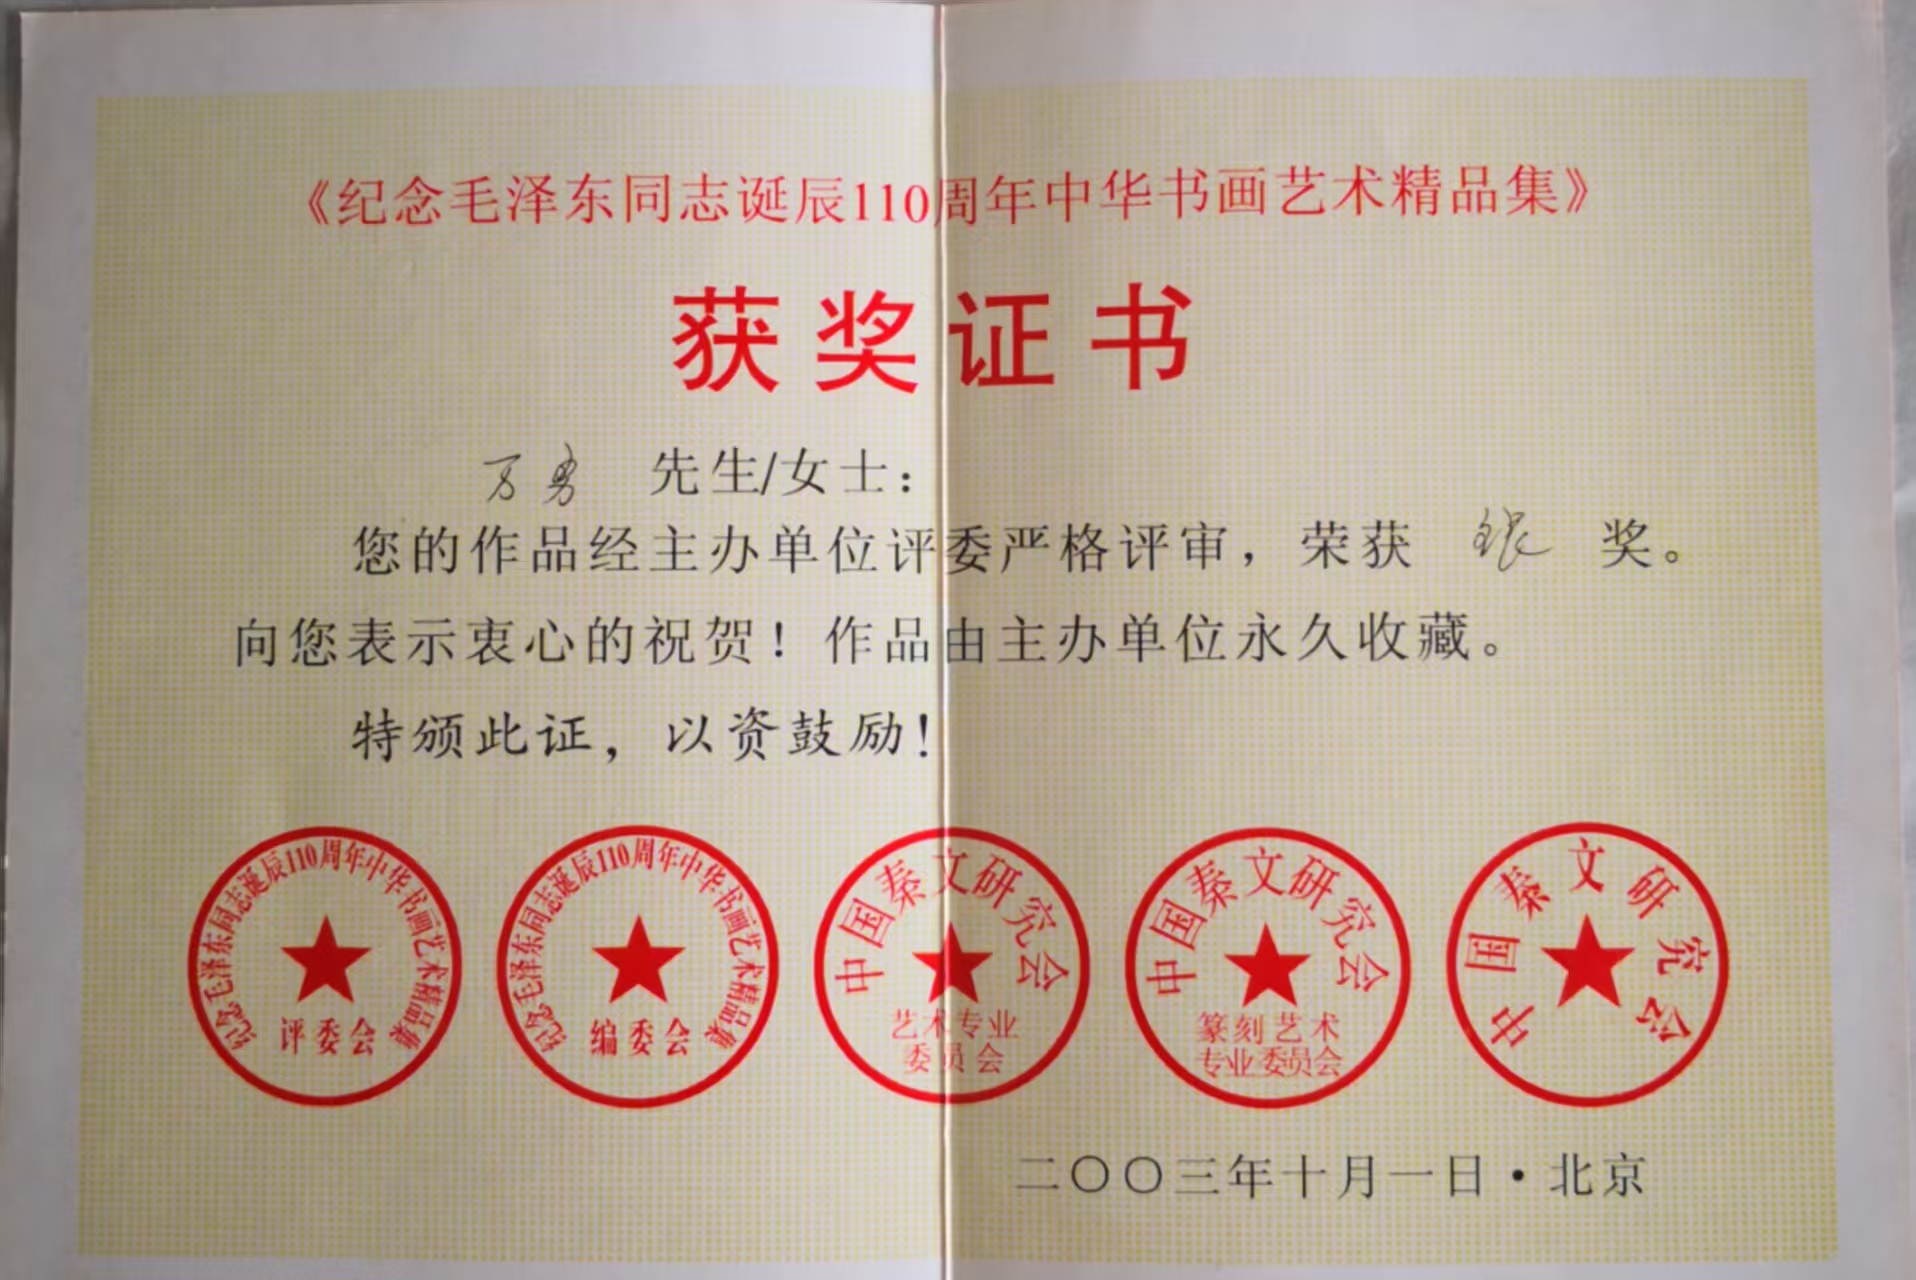 《纪念毛泽东同志诞辰110周年中华书画艺术精品集》
获奖证书
万勇 先生/女士：
您的作品经主办单位评委严格评审，荣获 银 奖。
向您表示衷心的祝贺！作品由主办单位永久收藏。
特颁此证，以资鼓励！
纪念毛泽东同志诞辰110周年中华书画艺术精品集
评委会
纪念毛泽东同志诞辰110周年中华书画艺术精品集
编委会
中国秦文研究会
艺术专业
委员会
中国秦文研究会
篆刻艺术
专业委员会
中国秦文研究会
二〇〇三年十月一日·北京